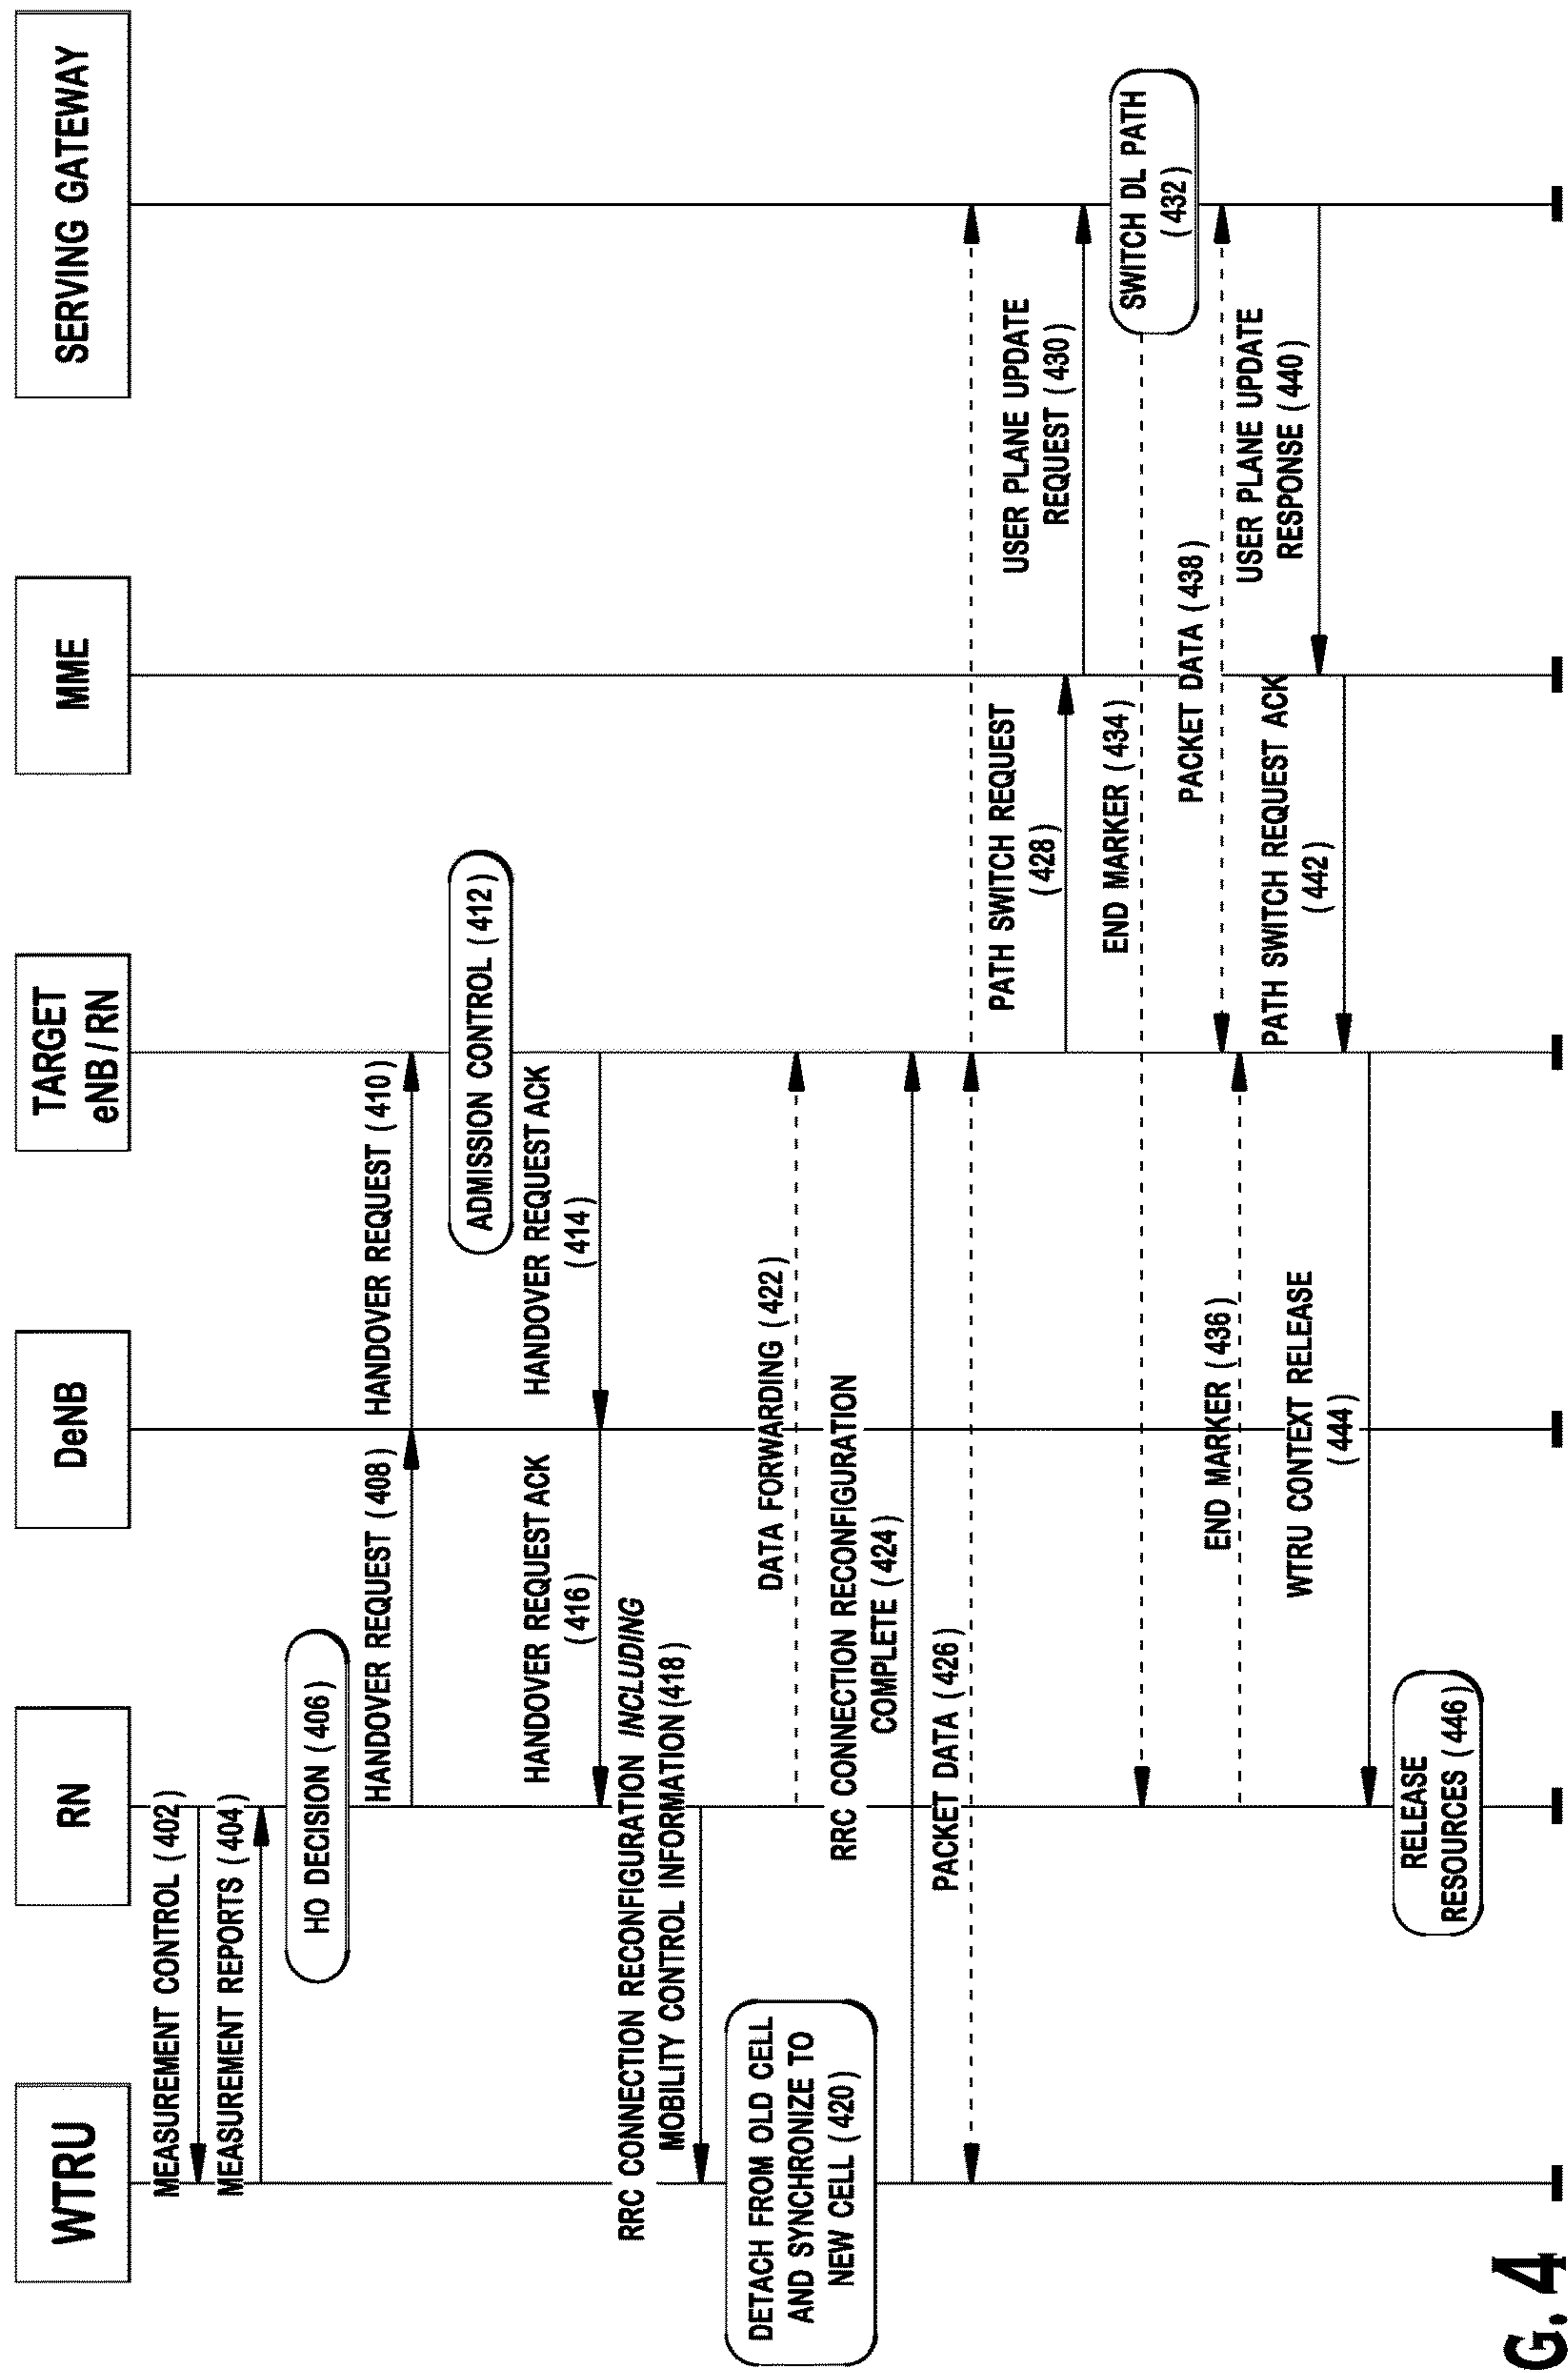 WTRU
RN
DeNB
TARGET
eNB/RN
MME
SERVING GATEWAY
MEASUREMENT CONTROL (402)
MEASUREMENT REPORTS (404)
HO DECISION (406)
HANDOVER REQUEST (408)
HANDOVER REQUEST (410)
ADMISSION CONTROL (412)
HANDOVER REQUEST ACK
(414)
HANDOVER REQUEST ACK
(416)
RRC CONNECTION RECONFIGURATION INCLUDING
MOBILITY CONTROL INFORMATION (418)
DETACH FROM OLD CELL
AND SYNCHRONIZE TO
NEW CELL (420)
DATA FORWARDING (422)
RRC CONNECTION RECONFIGURATION
COMPLETE (424)
PACKET DATA (426)
PATH SWITCH REQUEST
(428)
USER PLANE UPDATE
REQUEST (430)
SWITCH DL PATH
(432)
END MARKER (434)
END MARKER (436)
PACKET DATA (438)
USER PLANE UPDATE
RESPONSE (440)
PATH SWITCH REQUEST ACK
(442)
WTRU CONTEXT RELEASE
(444)
RELEASE
RESOURCES (446)
G. 4